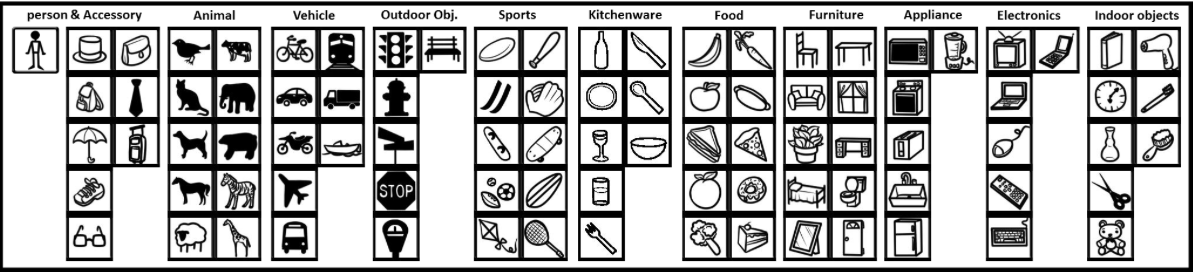 person & Accessory
Animal
Vehicle
Outdoor Obj.
Sports
Kitchenware
Food
Furniture
Appliance
Electronics
Indoor objects
STOP